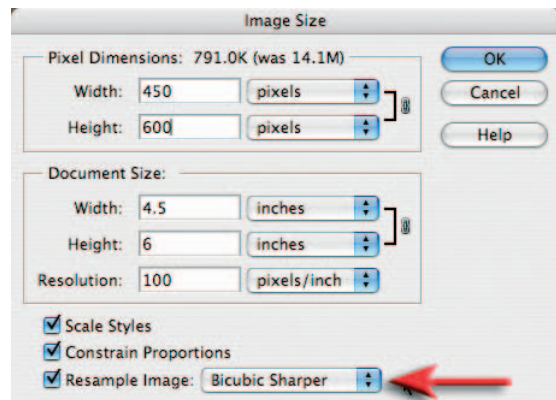 Image Size
Pixel Dimensions: 791.0K (was 14.1M)
OK
Width: 450 pixels
Cancel
Height: 600 pixels
Help
Document Size:
Width: 4.5 inches
Height: 6 inches
Resolution: 100 pixels/inch
Scale Styles
Constrain Proportions
Resample Image: Bicubic Sharper